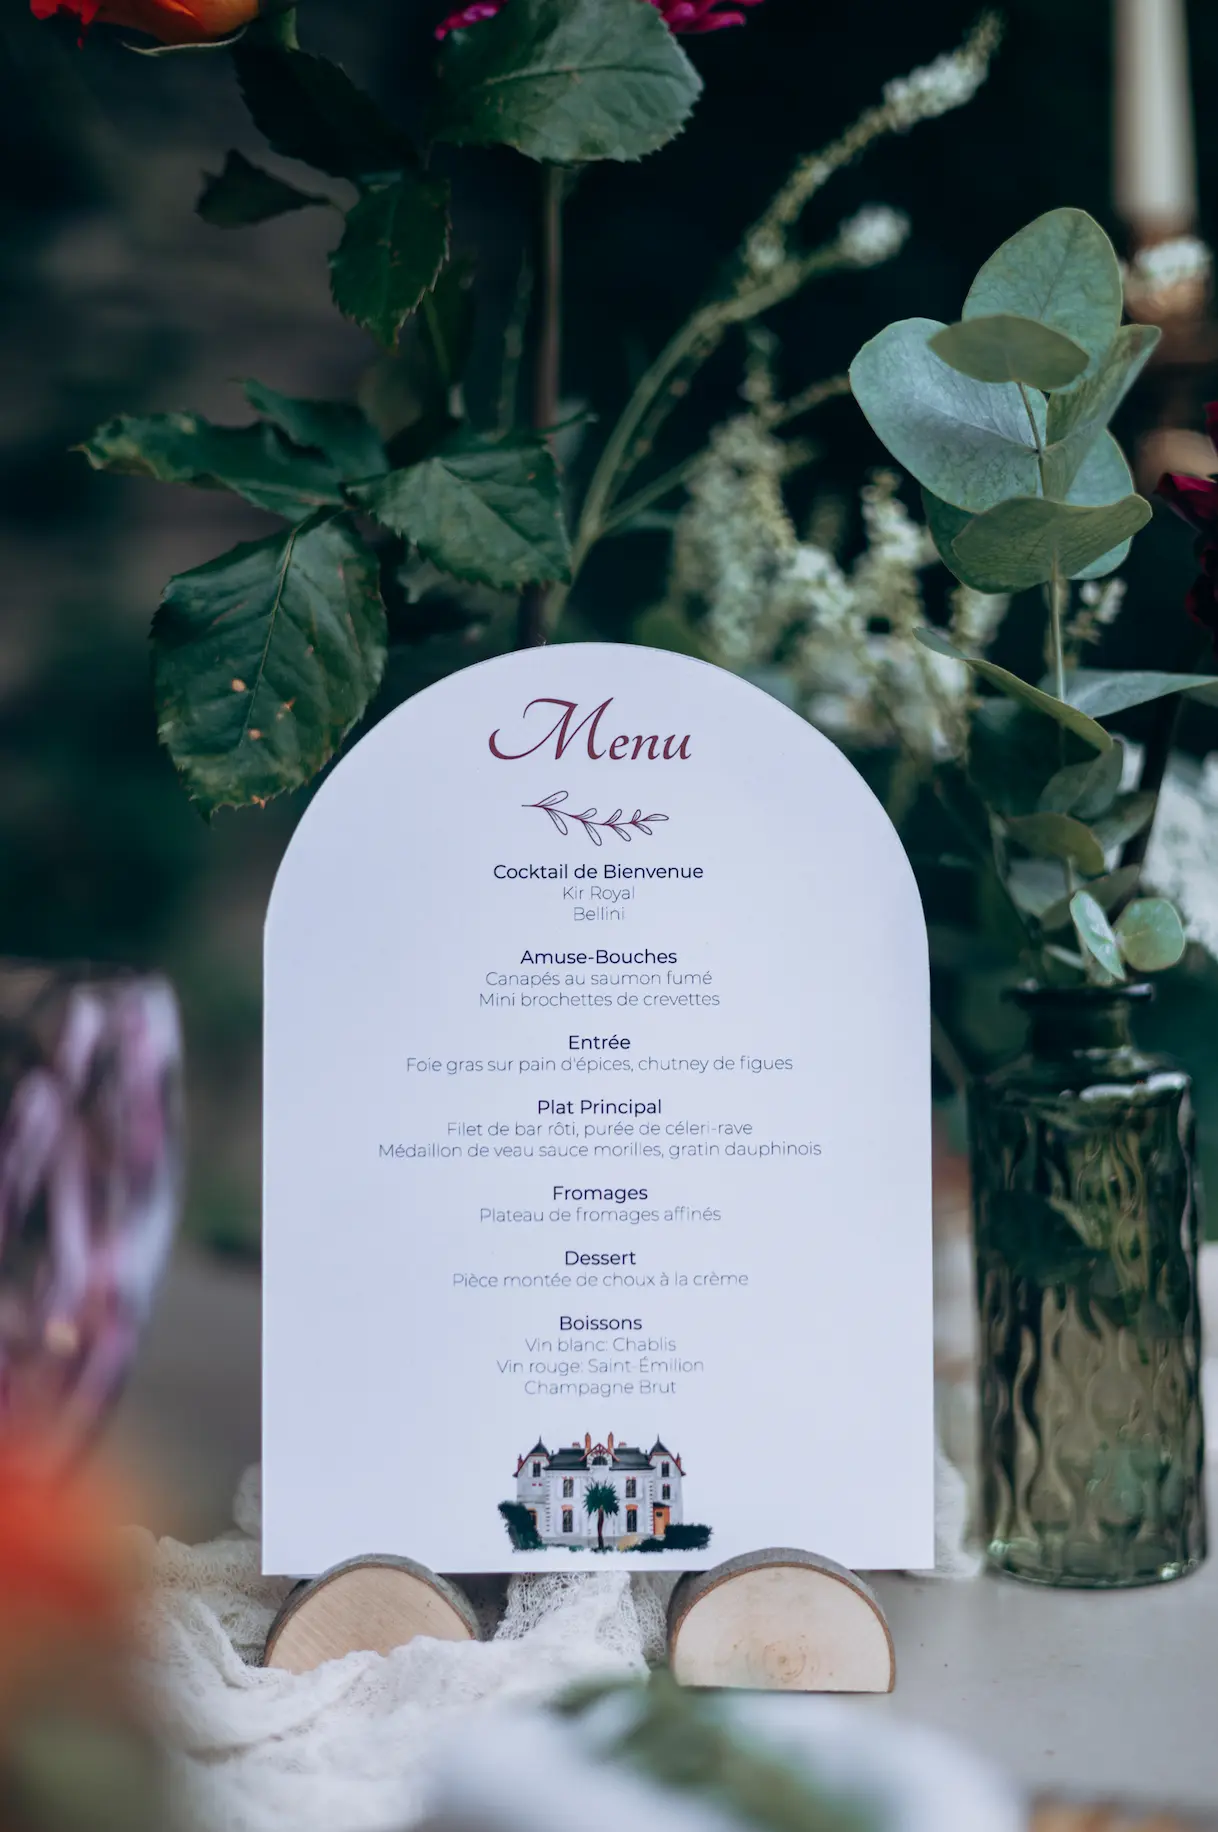 Menu
Cocktail de Bienvenue
Kir Royal
Bellini
Amuse-Bouches
Canapés au saumon fumé
Mini brochettes de crevettes
Entrée
Foie gras sur pain d'épices, chutney de figues
Plat Principal
Filet de bar rôti, purée de céleri-rave
Médaillon de veau sauce morilles, gratin dauphinois
Fromages
Plateau de fromages affinés
Dessert
Pièce montée de choux à la crème
Boissons
Vin blanc: Chablis
Vin rouge: Saint-Émilion
Champagne Brut